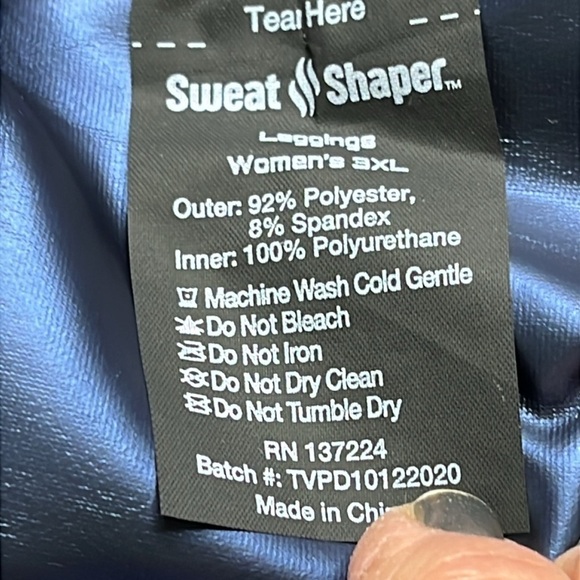 Tear Here
Sweat Shaper™
Leggings
Women's 3XL
Outer: 92% Polyester,
8% Spandex
Inner: 100% Polyurethane
Machine Wash Cold Gentle
Do Not Bleach
Do Not Iron
Do Not Dry Clean
Do Not Tumble Dry
RN 137224
Batch #: TVPD10122020
Made in Chi